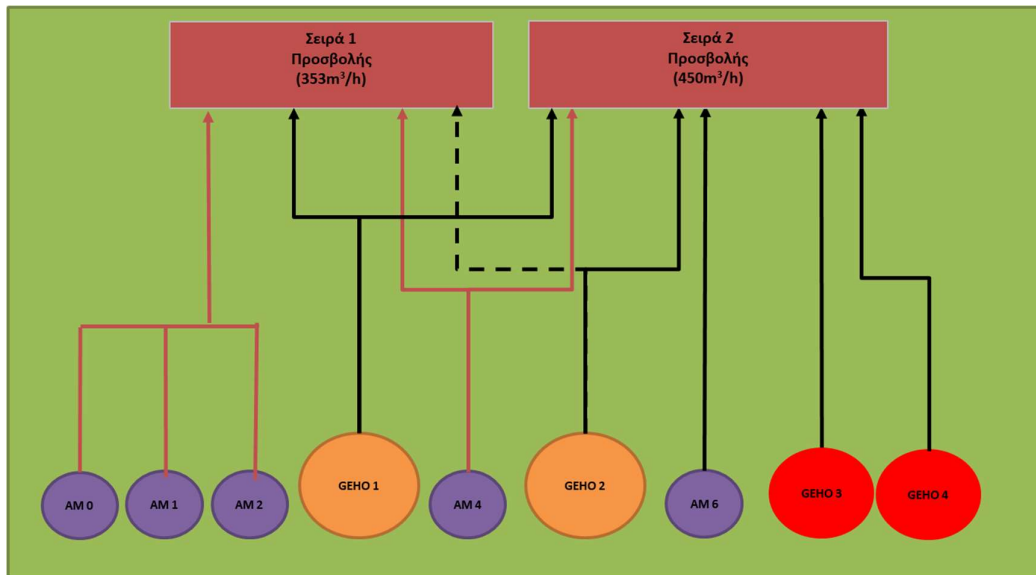 Σειρά 1
Προσβολής
(353m³/h)
Σειρά 2
Προσβολής
(450m³/h)
AM 0
AM 1
AM 2
GEHO 1
AM 4
GEHO 2
AM 6
GEHO 3
GEHO 4